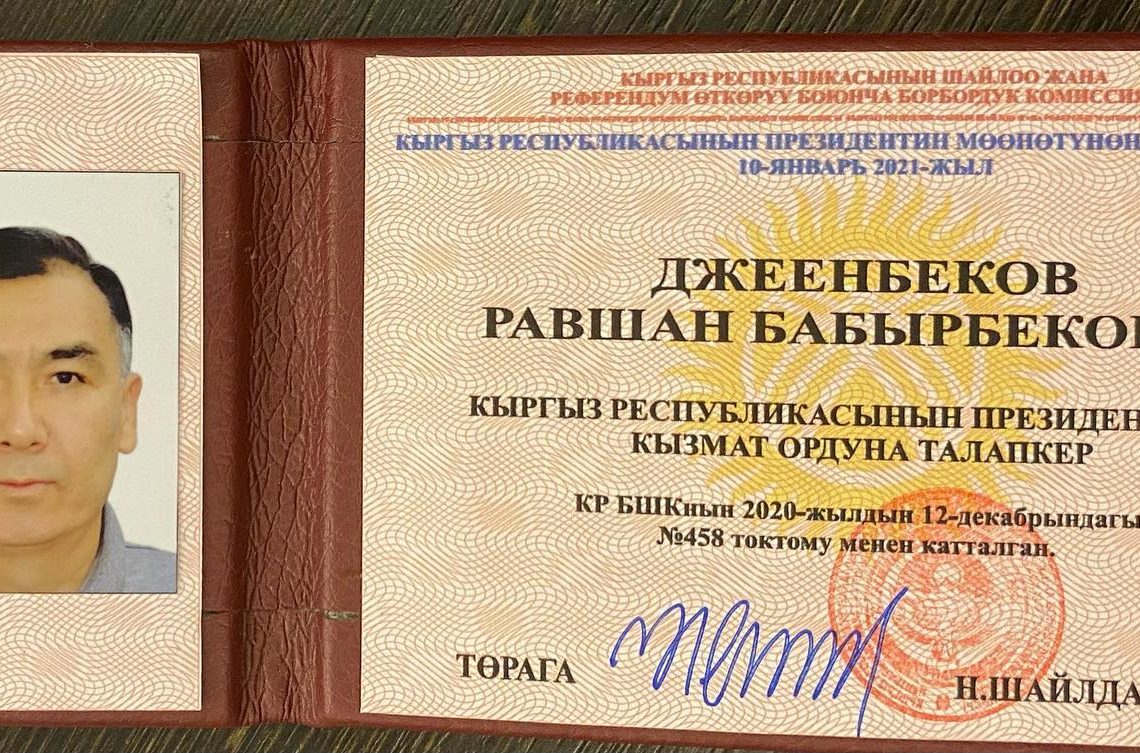 КЫРГЫЗ РЕСПУБЛИКАСЫНЫН ШАЙЛОО ЖАНА
РЕФЕРЕНДУМ ӨТКӨРҮҮ БОЮНЧА БОРБОРДУК КОМИССИЯ
КЫРГЫЗ РЕСПУБЛИКАСЫНЫН ПРЕЗИДЕНТИН МӨӨНӨТҮНӨН
10-ЯНВАРЬ 2021-ЖЫЛ
ДЖЕЕНБЕКОВ
РАВШАН БАБЫРБЕКО
КЫРГЫЗ РЕСПУБЛИКАСЫНЫН ПРЕЗИДЕН
КЫЗМАТ ОРДУНА ТАЛАПКЕР
КР БШКнын 2020-жылдын 12-декабрындагы
№458 токтому менен катталган.
ТӨРАГА
Н.ШАЙЛДА